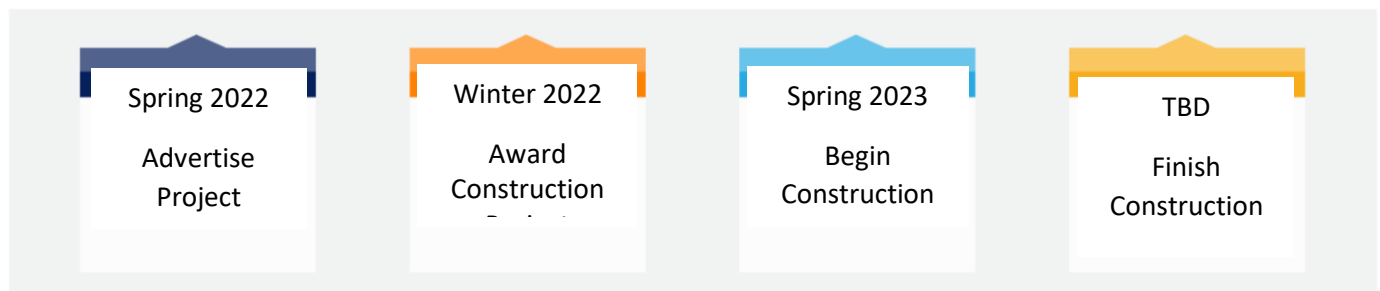 Spring 2022
Advertise
Project
Winter 2022
Award
Construction
Spring 2023
Begin
Construction
TBD
Finish
Construction